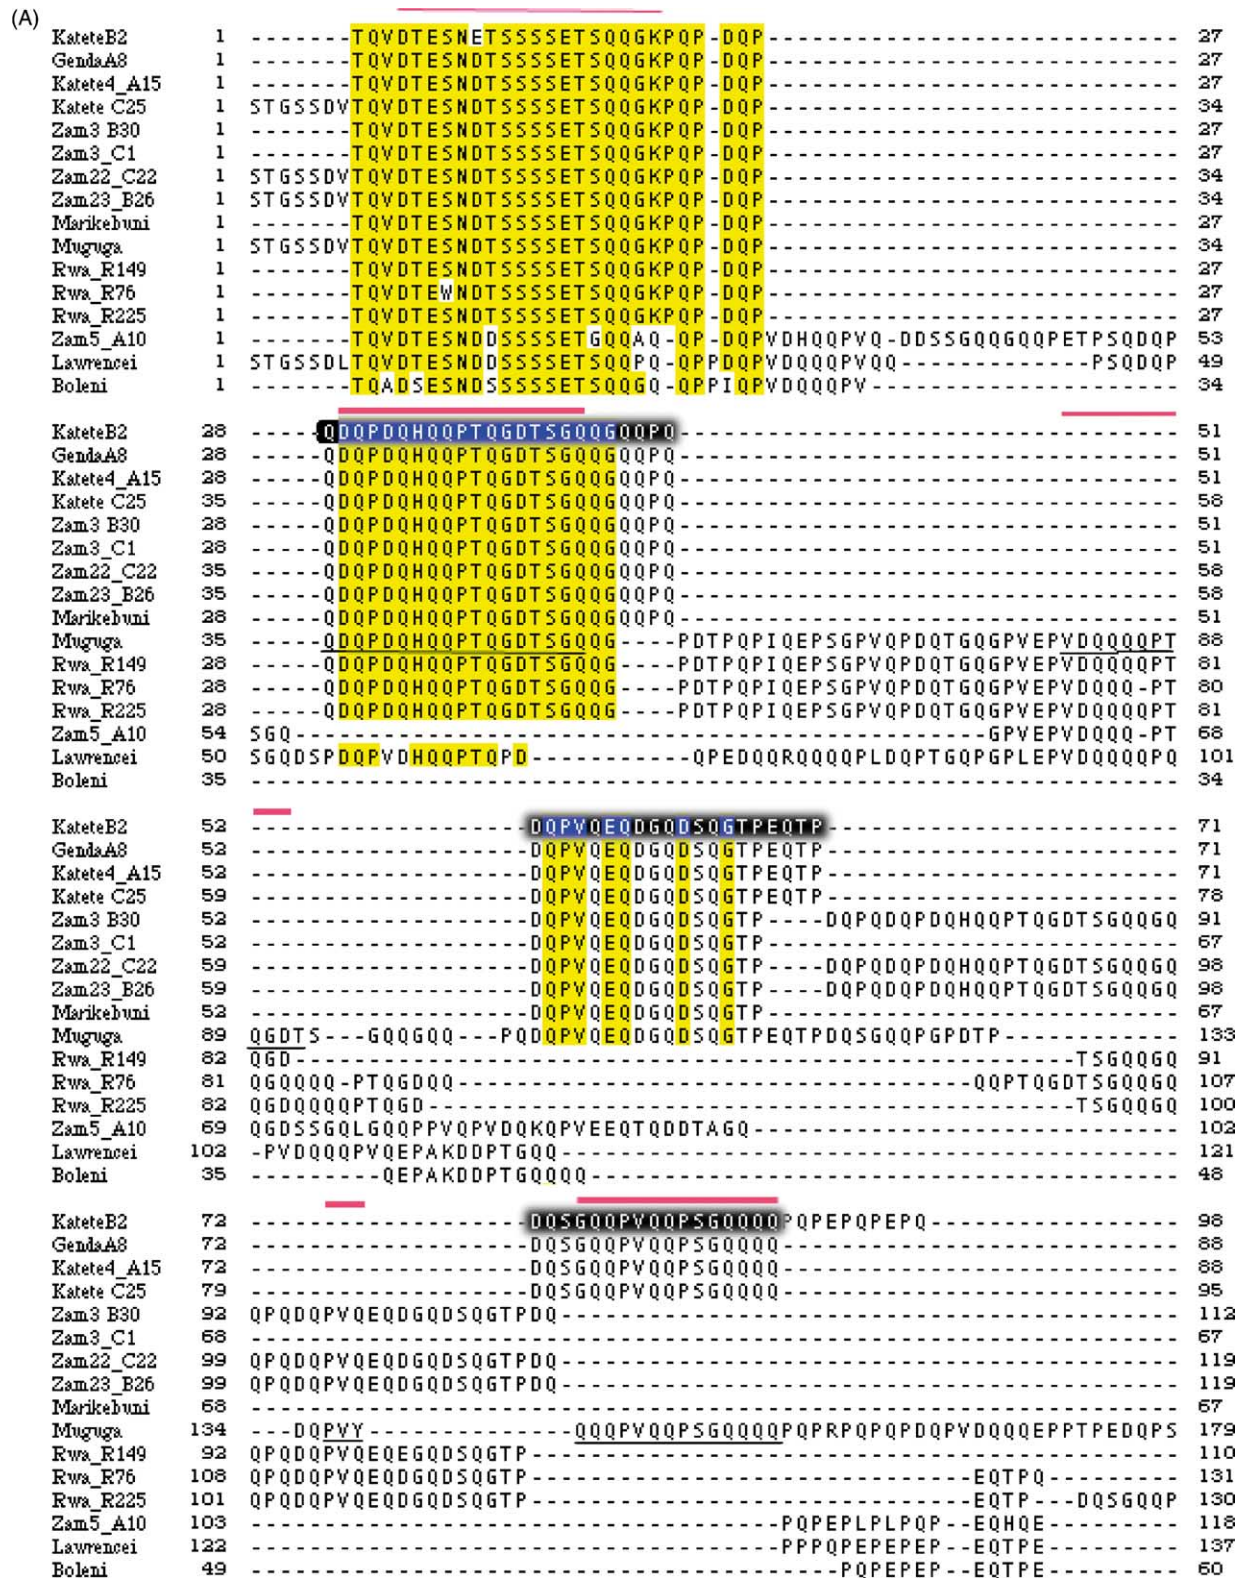 (A)
KateteB2 1 -------TQVDTESNETSSSSETSQQGKPQP-DQP---------------------------- 27
GendaA8 1 -------TQVDTESNDTSSSSETSQQGKPQP-DQP---------------------------- 27
Katete4_A15 1 -------TQVDTESNDTSSSSETSQQGKPQP-DQP---------------------------- 27
Katete C25 1 STGSSDVTQVDTESNDTSSSSETSQQGKPQP-DQP---------------------------- 34
Zam3 B30 1 -------TQVDTESNDTSSSSETSQQGKPQP-DQP---------------------------- 27
Zam3_C1 1 -------TQVDTESNDTSSSSETSQQGKPQP-DQP---------------------------- 27
Zam22_C22 1 STGSSDVTQVDTESNDTSSSSETSQQGKPQP-DQP---------------------------- 34
Zam23_B26 1 STGSSDVTQVDTESNDTSSSSETSQQGKPQP-DQP---------------------------- 34
Marikebuni 1 -------TQVDTESNDTSSSSETSQQGKPQP-DQP---------------------------- 27
Muguga 1 STGSSDVTQVDTESNDTSSSSETSQQGKPQP-DQP---------------------------- 34
Rwa_R149 1 -------TQVDTESNDTSSSSETSQQGKPQP-DQP---------------------------- 27
Rwa_R76 1 -------TQVDTEWNDTSSSSETSQQGKPQP-DQP---------------------------- 27
Rwa_R225 1 -------TQVDTESNDTSSSSETSQQGKPQP-DQP---------------------------- 27
Zam5_A10 1 -------TQVDTESNDDSSSSETGQQAQ-QP-DQPVDHQQPVQ-DDSSGQQGQQPETPSQDQP 53
Lawrencei 1 STGSSDLTQVDTESNDDSSSSETSQQPQ-QPPDQPVDQQQPVQQ-------------PSQDQP 49
Boleni 1 -------TQADSESNDSSSSSETSQQGQ-QPPIQPVDQQQPV--------------------- 34
KateteB2 28 -----QDQPDQHQQPTQGDTSGQQGQQPQ---------------------------------- 51
GendaA8 28 -----QDQPDQHQQPTQGDTSGQQGQQPQ---------------------------------- 51
Katete4_A15 28 -----QDQPDQHQQPTQGDTSGQQGQQPQ---------------------------------- 51
Katete C25 35 -----QDQPDQHQQPTQGDTSGQQGQQPQ---------------------------------- 58
Zam3 B30 28 -----QDQPDQHQQPTQGDTSGQQGQQPQ---------------------------------- 51
Zam3_C1 28 -----QDQPDQHQQPTQGDTSGQQGQQPQ---------------------------------- 51
Zam22_C22 35 -----QDQPDQHQQPTQGDTSGQQGQQPQ---------------------------------- 58
Zam23_B26 35 -----QDQPDQHQQPTQGDTSGQQGQQPQ---------------------------------- 58
Marikebuni 28 -----QDQPDQHQQPTQGDTSGQQGQQPQ---------------------------------- 51
Muguga 35 -----QDQPDQHQQPTQGDTSGQQG----PDTPQPIQEPSGPVQPDQTGQGPVEPVDQQQQPT 88
Rwa_R149 28 -----QDQPDQHQQPTQGDTSGQQG----PDTPQPIQEPSGPVQPDQTGQGPVEPVDQQQQPT 81
Rwa_R76 28 -----QDQPDQHQQPTQGDTSGQQG----PDTPQPIQEPSGPVQPDQTGQGPVEPVDQQQ-PT 80
Rwa_R225 28 -----QDQPDQHQQPTQGDTSGQQG----PDTPQPIQEPSGPVQPDQTGQGPVEPVDQQQQPT 81
Zam5_A10 54 SGQ-----------------------------------------------GPVEPVDQQQ-PT 68
Lawrencei 50 SGQDSPDQPVDHQQPTQPD-----------QPEDQQRQQQQPLDQPTGQPGPLEPVDQQQQPQ 101
Boleni 35 --------------------------------------------------------------- 34
KateteB2 52 -------------------DQPVQEQDGQDSQGTPEQTP------------------------ 71
GendaA8 52 -------------------DQPVQEQDGQDSQGTPEQTP------------------------ 71
Katete4_A15 52 -------------------DQPVQEQDGQDSQGTPEQTP------------------------ 71
Katete C25 59 -------------------DQPVQEQDGQDSQGTPEQTP------------------------ 78
Zam3 B30 52 -------------------DQPVQEQDGQDSQGTP----DQPQDQPDQHQQPTQGDTSGQQGQ 91
Zam3_C1 52 -------------------DQPVQEQDGQDSQGTP---------------------------- 67
Zam22_C22 59 -------------------DQPVQEQDGQDSQGTP----DQPQDQPDQHQQPTQGDTSGQQGQ 98
Zam23_B26 59 -------------------DQPVQEQDGQDSQGTP----DQPQDQPDQHQQPTQGDTSGQQGQ 98
Marikebuni 52 -------------------DQPVQEQDGQDSQGTP---------------------------- 67
Muguga 89 QGDTS---GQQGQQ---PQDQPVQEQDGQDSQGTPEQTPDQSGQQPGPDTP------------ 133
Rwa_R149 82 QGD-----------------------------------------------------TSGQQGQ 91
Rwa_R76 81 QGQQQQ-PTQGDQQ-----------------------------------QQPTQGDTSGQQGQ 107
Rwa_R225 82 QGDQQQQPTQGD--------------------------------------------TSGQQGQ 100
Zam5_A10 69 QGDSSGQLGQQPPVQPVDQKQPVEEQTQDDTAGQ----------------------------- 102
Lawrencei 102 -PVDQQQPVQEPAKDDPTGQQ------------------------------------------ 121
Boleni 35 ---------QEPAKDDPTGQQQQ---------------------------------------- 48
KateteB2 72 -------------------DQSGQQPVQQPSGQQQQPQPEPQPEPQ----------------- 98
GendaA8 72 -------------------DQSGQQPVQQPSGQQQQ--------------------------- 88
Katete4_A15 72 -------------------DQSGQQPVQQPSGQQQQ--------------------------- 88
Katete C25 79 -------------------DQSGQQPVQQPSGQQQQ--------------------------- 95
Zam3 B30 92 QPQDQPVQEQDGQDSQGTPDQ------------------------------------------ 112
Zam3_C1 68 --------------------------------------------------------------- 67
Zam22_C22 99 QPQDQPVQEQDGQDSQGTPDQ------------------------------------------ 119
Zam23_B26 99 QPQDQPVQEQDGQDSQGTPDQ------------------------------------------ 119
Marikebuni 68 --------------------------------------------------------------- 67
Muguga 134 ---DQPVY--------------QQQPVQQPSGQQQQPQPRPQPQPDQPVDQQQEPPTPEDQPS 179
Rwa_R149 92 QPQDQPVQEQEGQDSQGTP-------------------------------------------- 110
Rwa_R76 108 QPQDQPVQEQDGQDSQGTP------------------------------EQTPQ--------- 131
Rwa_R225 101 QPQDQPVQEQDGQDSQGTP------------------------------EQTP---DQSGQQP 130
Zam5_A10 103 ------------------------------------PQPEPLPLPQP--EQHQE--------- 118
Lawrencei 122 ------------------------------------PPPQPEPEPEP--EQTPE--------- 137
Boleni 49 ----------------------------------------PQPEPEP--EQTPE--------- 60